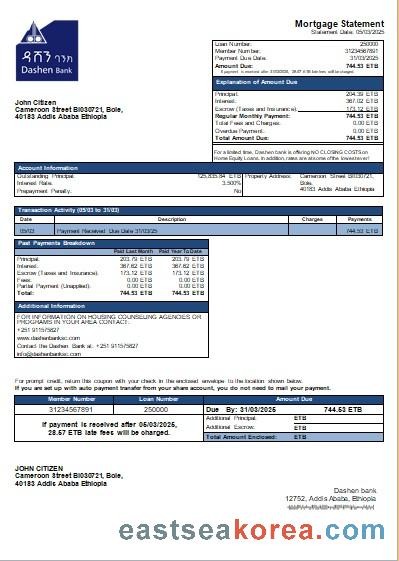 Mortgage Statement
Statement Date: 05/03/2025
Dashen Bank
Loan Number: 250000
Member Number: 31234567891
Payment Due Date: 31/03/2025
Amount Due: 744.53 ETB
If payment is received after 31/03/2025, 28.57 ETB late fees will be charged.
John Citizen
Cameroon Street BI030721, Bole,
40183 Addis Ababa Ethiopia
Explanation of Amount Due
Principal: 204.39 ETB
Interest: 367.02 ETB
Escrow (Taxes and Insurance): 173.12 ETB
Regular Monthly Payment: 744.53 ETB
Total Fees and Charges: 0.00 ETB
Overdue Payment: 0.00 ETB
Total Amount Due: 744.53 ETB
For a limited time, Dashen bank is offering NO CLOSING COSTS on
Home Equity Loans. In addition, rates are at some of the lowest ever!
Account Information
Outstanding Principal: 125,835.84 ETB
Interest Rate: 3.500%
Prepayment Penalty: No
Property Address: Cameroon Street BI030721,
Bole,
40183 Addis Ababa Ethiopia
Transaction Activity (05/03 to 31/03)
Date Description Charges Payments
05/03 Payment Received Due Date 31/03/25 744.53 ETB
Past Payments Breakdown
Paid Last Month Paid Year To Date
Principal: 203.79 ETB 203.79 ETB
Interest: 367.62 ETB 367.62 ETB
Escrow (Taxes and Insurance): 173.12 ETB 173.12 ETB
Fees: 0.00 ETB 0.00 ETB
Partial Payment (Unapplied): 0.00 ETB 0.00 ETB
Total: 744.53 ETB 744.53 ETB
Additional Information
FOR INFORMATION ON HOUSING COUNSELING AGENCIES OR
PROGRAMS IN YOUR AREA CONTACT:
+251 911575827
www.dashenbanksc.com
Contact the Dashen Bank at: +251 911575827
info@dashenbanksc.com
For prompt credit, return this coupon with your check in the enclosed envelope to the location shown below.
If you are set up with auto payment transfer from your share account, you do not need to mail your payment.
Member Number Loan Number Amount Due
31234567891 250000 Due By: 31/03/2025 744.53 ETB
If payment is received after 05/03/2025,
28.57 ETB late fees will be charged.
Additional Principal: ETB
Additional Escrow: ETB
Total Amount Enclosed: ETB
JOHN CITIZEN
Cameroon Street BI030721, Bole,
40183 Addis Ababa Ethiopia
Dashen bank
12752, Addis Ababa, Ethiopia
eastseakorea.com